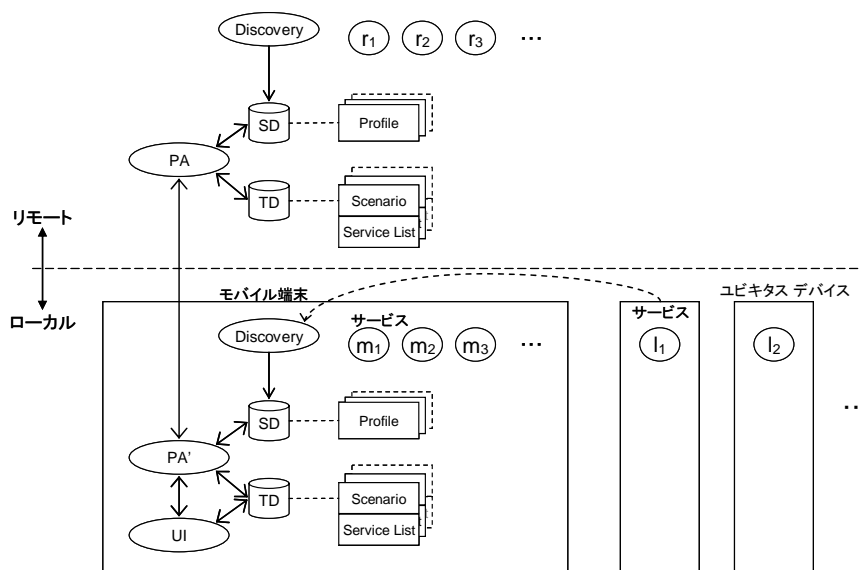 Discovery
r1
r2
r3
…
SD
Profile
PA
TD
Scenario
Service List
リモート
ローカル
モバイル端末
ユビキタス デバイス
サービス
サービス
Discovery
m1
m2
m3
…
l1
l2
SD
Profile
PA'
TD
Scenario
Service List
UI